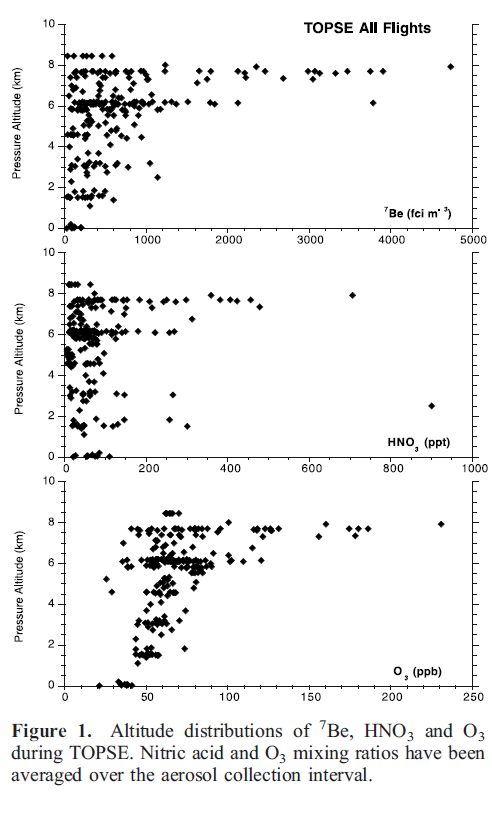 TOPSE All Flights
10
8
6
4
2
0
Pressure Altitude (km)
⁷Be (fci m⁻³)
0 1000 2000 3000 4000 5000
10
8
6
4
2
0
Pressure Altitude (km)
HNO₃ (ppt)
0 200 400 600 800 1000
10
8
6
4
2
0
Pressure Altitude (km)
O₃ (ppb)
0 50 100 150 200 250
Figure 1. Altitude distributions of ⁷Be, HNO₃ and O₃
during TOPSE. Nitric acid and O₃ mixing ratios have been
averaged over the aerosol collection interval.